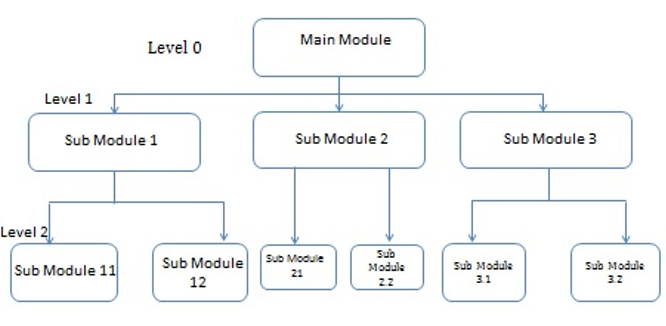 Level 0
Main Module
Level 1
Sub Module 1
Sub Module 2
Sub Module 3
Level 2
Sub Module 11
Sub Module
12
Sub Module
21
Sub
Module
2.2
Sub Module
3.1
Sub Module
3.2